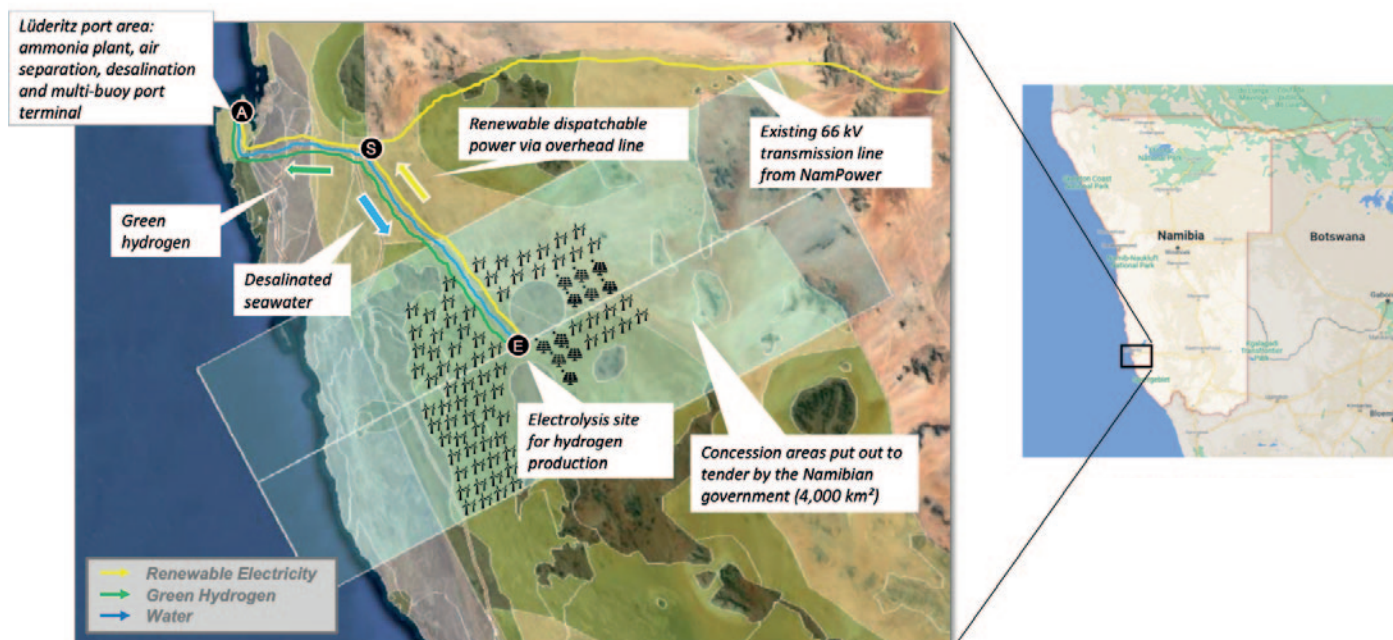 Lüderitz port area:
ammonia plant, air
separation, desalination
and multi-buoy port
terminal
A
S
Renewable dispatchable
power via overhead line
Existing 66 kV
transmission line
from NamPower
Green
hydrogen
Desalinated
seawater
E
Electrolysis site
for hydrogen
production
Concession areas put out to
tender by the Namibian
government (4,000 km²)
Renewable Electricity
Green Hydrogen
Water
Namibia
Botswana